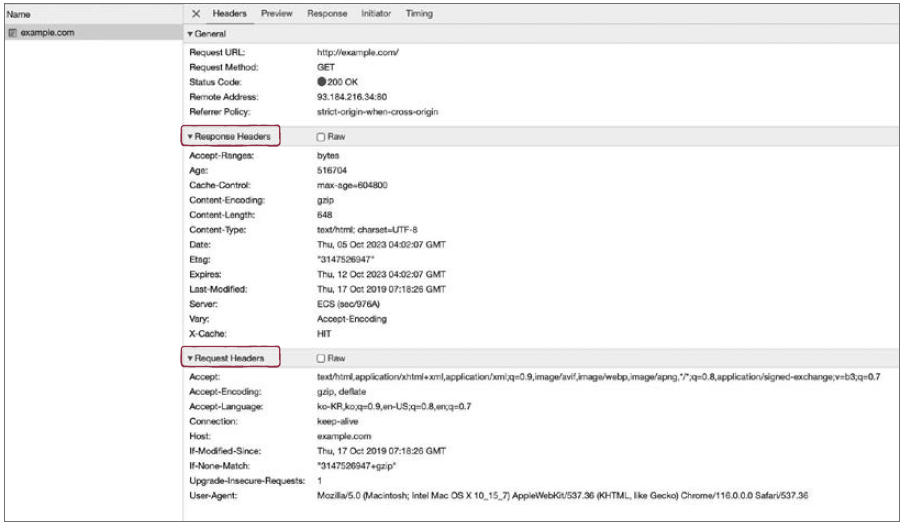 Name
example.com
Headers Preview Response Initiator Timing
General
Request URL: http://example.com/
Request Method: GET
Status Code: 200 OK
Remote Address: 93.184.216.34:80
Referrer Policy: strict-origin-when-cross-origin
Response Headers Raw
Accept-Ranges: bytes
Age: 516704
Cache-Control: max-age=604800
Content-Encoding: gzip
Content-Length: 648
Content-Type: text/html; charset=UTF-8
Date: Thu, 05 Oct 2023 04:02:07 GMT
Etag: "3147526947"
Expires: Thu, 12 Oct 2023 04:02:07 GMT
Last-Modified: Thu, 17 Oct 2019 07:18:26 GMT
Server: ECS (sec/976A)
Vary: Accept-Encoding
X-Cache: HIT
Request Headers Raw
Accept: text/html,application/xhtml+xml,application/xml;q=0.9,image/avif,image/webp,image/apng,*/*;q=0.8,application/signed-exchange;v=b3;q=0.7
Accept-Encoding: gzip, deflate
Accept-Language: ko-KR,ko;q=0.9,en-US;q=0.8,en;q=0.7
Connection: keep-alive
Host: example.com
If-Modified-Since: Thu, 17 Oct 2019 07:18:26 GMT
If-None-Match: "3147526947+gzip"
Upgrade-Insecure-Requests: 1
User-Agent: Mozilla/5.0 (Macintosh; Intel Mac OS X 10_15_7) AppleWebKit/537.36 (KHTML, like Gecko) Chrome/116.0.0.0 Safari/537.36